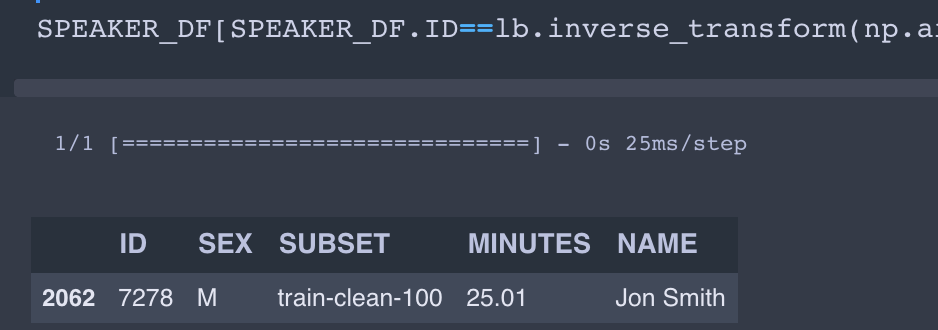 SPEAKER_DF[SPEAKER_DF.ID==lb.inverse_transform(np.a
1/1 [==============================] - 0s 25ms/step
ID SEX SUBSET MINUTES NAME
2062 7278 M train-clean-100 25.01 Jon Smith